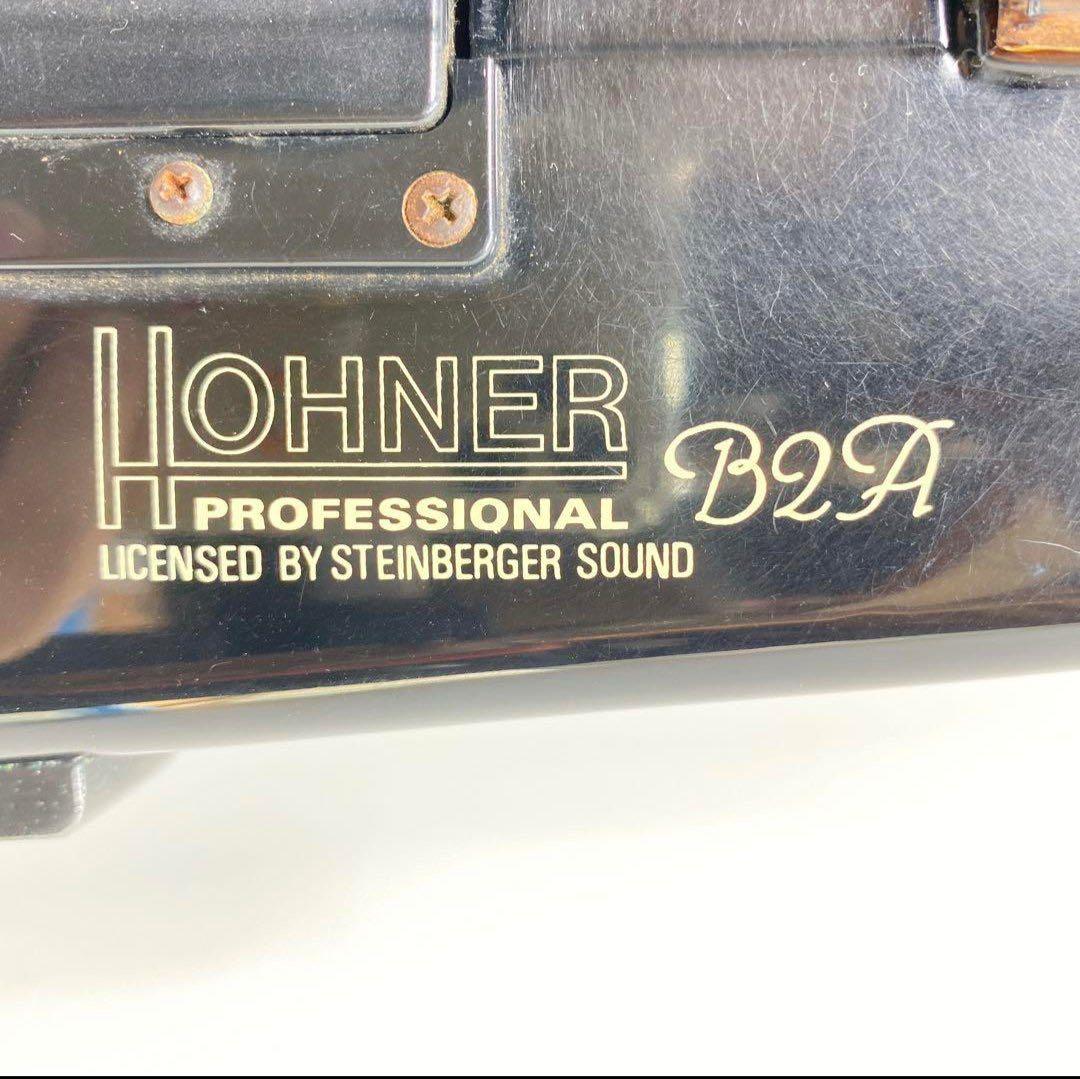 HOHNER
PROFESSIONAL B2A
LICENSED BY STEINBERGER SOUND